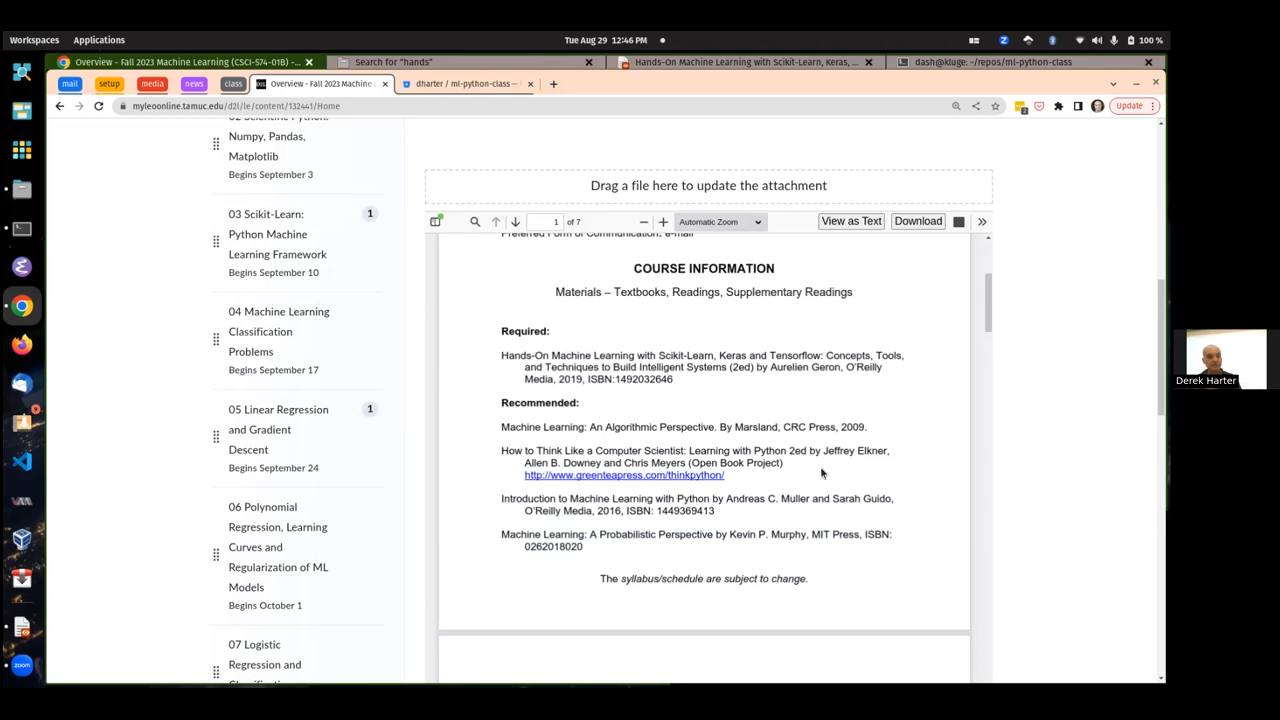 Workspaces Applications Tue Aug 29 12:46 PM 100 %
Overview - Fall 2023 Machine Learning (CSCI-574-01B) -... Search for "hands" Hands-On Machine Learning with Scikit-Learn, Keras, ... dash@kluge: ~/repos/ml-python-class
mail setup media news class Overview - Fall 2023 Machine dharter / ml-python-class —
myleoonline.tamuc.edu/d2l/le/content/132441/Home Update
02 Scientific Python:
Numpy, Pandas,
Matplotlib
Begins September 3
03 Scikit-Learn: 1
Python Machine
Learning Framework
Begins September 10
04 Machine Learning
Classification
Problems
Begins September 17
05 Linear Regression 1
and Gradient
Descent
Begins September 24
06 Polynomial
Regression, Learning
Curves and
Regularization of ML
Models
Begins October 1
07 Logistic
Regression and
Drag a file here to update the attachment
1 of 7 Automatic Zoom View as Text Download
Preferred Form of Communication: e-mail
COURSE INFORMATION
Materials – Textbooks, Readings, Supplementary Readings
Required:
Hands-On Machine Learning with Scikit-Learn, Keras and Tensorflow: Concepts, Tools,
and Techniques to Build Intelligent Systems (2ed) by Aurelien Geron, O'Reilly
Media, 2019, ISBN:1492032646
Recommended:
Machine Learning: An Algorithmic Perspective. By Marsland, CRC Press, 2009.
How to Think Like a Computer Scientist: Learning with Python 2ed by Jeffrey Elkner,
Allen B. Downey and Chris Meyers (Open Book Project)
http://www.greenteapress.com/thinkpython/
Introduction to Machine Learning with Python by Andreas C. Muller and Sarah Guido,
O'Reilly Media, 2016, ISBN: 1449369413
Machine Learning: A Probabilistic Perspective by Kevin P. Murphy, MIT Press, ISBN:
0262018020
The syllabus/schedule are subject to change.
Derek Harter
zoom